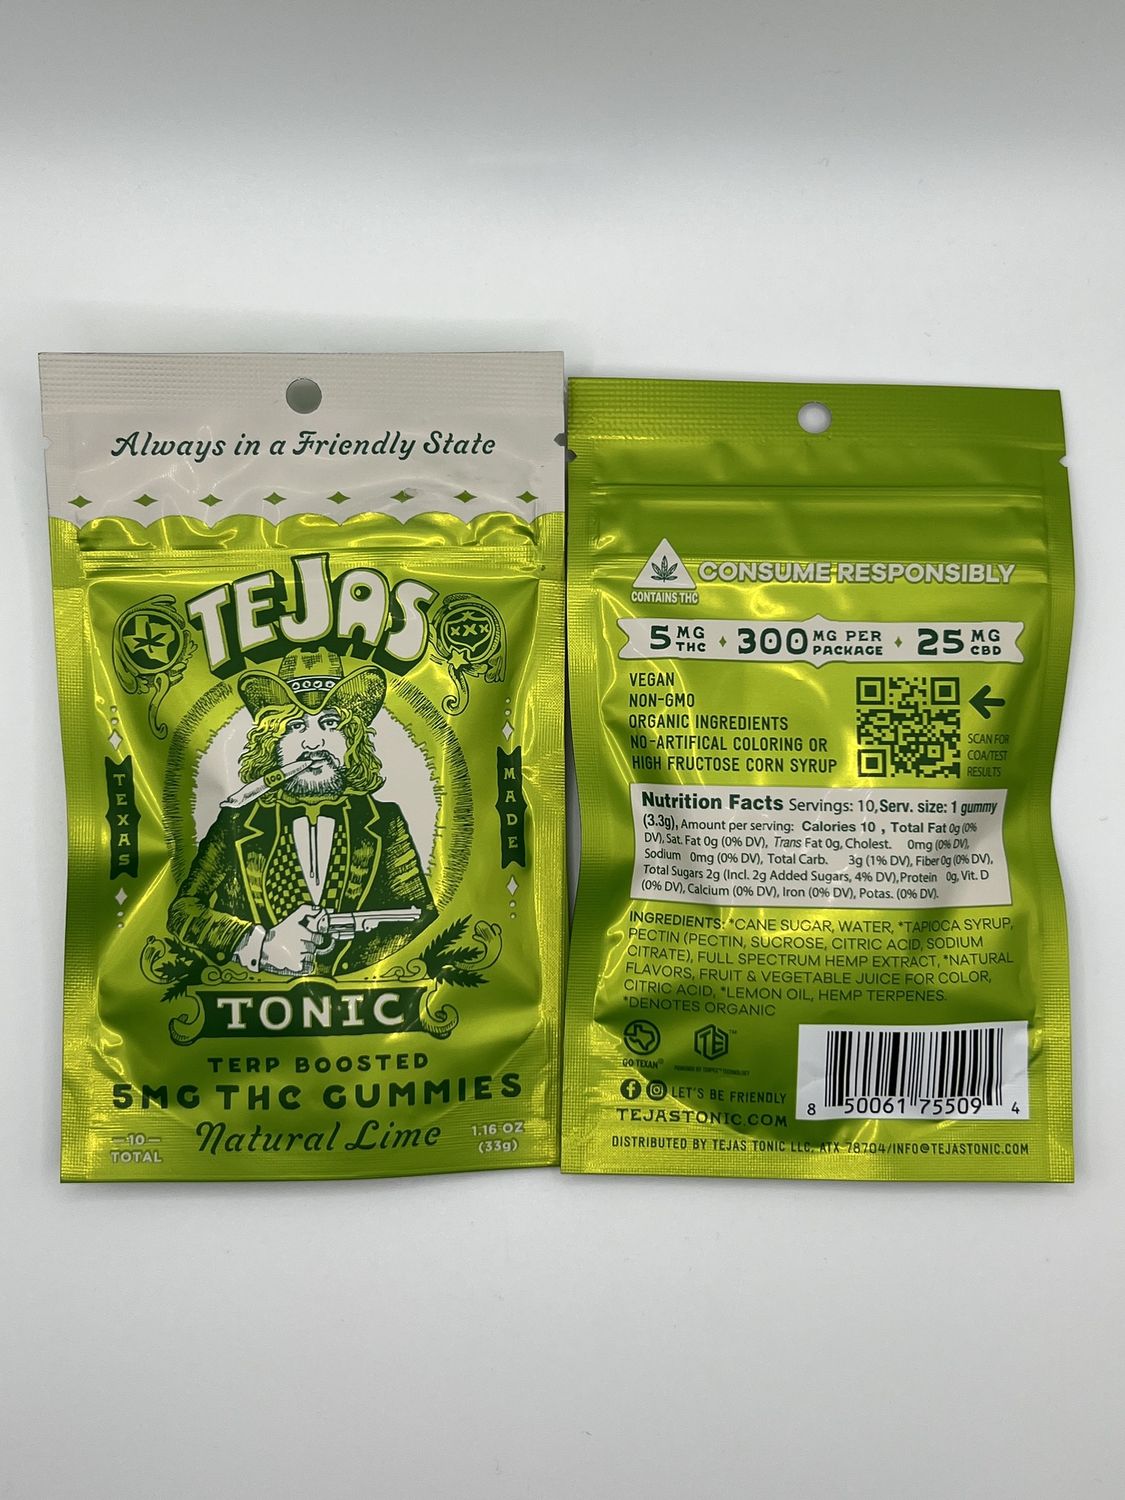 Always in a Friendly State
TEJAS
XXX
TEXAS
MADE
100
TONIC
TERP BOOSTED
5MG THC GUMMIES
Natural Lime
10
TOTAL
1.16 OZ
(33g)
CONTAINS THC
CONSUME RESPONSIBLY
5 MG THC 300 MG PER PACKAGE 25 MG CBD
VEGAN
NON-GMO
ORGANIC INGREDIENTS
NO-ARTIFICAL COLORING OR
HIGH FRUCTOSE CORN SYRUP
SCAN FOR
COA/TEST
RESULTS
Nutrition Facts Servings: 10, Serv. size: 1 gummy
(3.3g), Amount per serving: Calories 10 , Total Fat 0g (0%
DV), Sat. Fat 0g (0% DV), Trans Fat 0g, Cholest. 0mg (0% DV),
Sodium 0mg (0% DV), Total Carb. 3g (1% DV), Fiber 0g (0% DV),
Total Sugars 2g (Incl. 2g Added Sugars, 4% DV), Protein 0g, Vit. D
(0% DV), Calcium (0% DV), Iron (0% DV), Potas. (0% DV).
INGREDIENTS: *CANE SUGAR, WATER, *TAPIOCA SYRUP,
PECTIN (PECTIN, SUCROSE, CITRIC ACID, SODIUM
CITRATE), FULL SPECTRUM HEMP EXTRACT, *NATURAL
FLAVORS, FRUIT & VEGETABLE JUICE FOR COLOR,
CITRIC ACID, *LEMON OIL, HEMP TERPENES.
*DENOTES ORGANIC
GO TEXAN®
TE™
LET'S BE FRIENDLY
TEJASTONIC.COM
8 50061 75509 4
DISTRIBUTED BY TEJAS TONIC LLC, ATX 78704/INFO@TEJASTONIC.COM